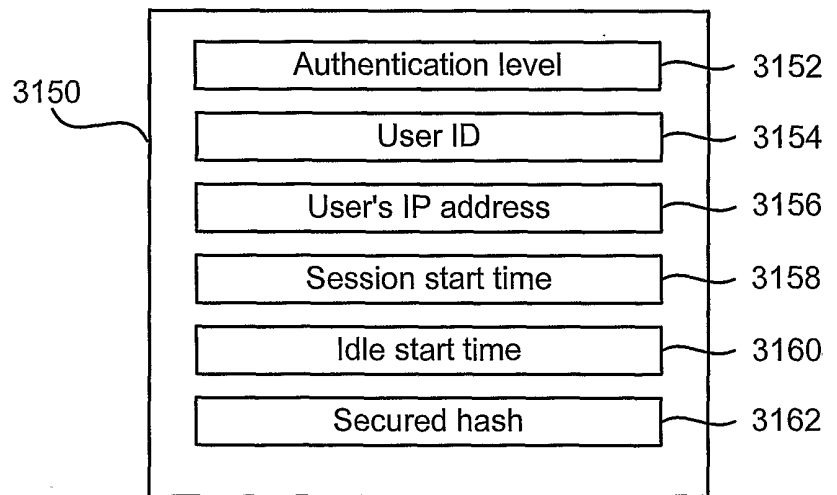 Authentication level 3152
3150
User ID 3154
User's IP address 3156
Session start time 3158
Idle start time 3160
Secured hash 3162